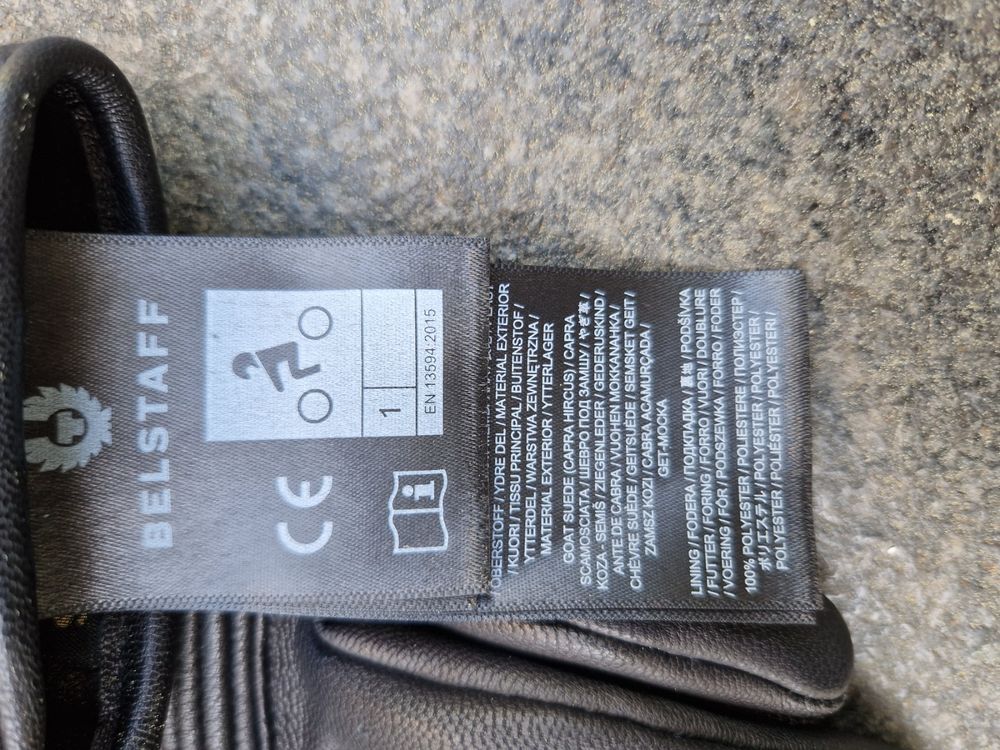 BELSTAFF
1
EN 13594:2015
CE
i
OBERSTOFF / YDRE DEL / MATERIAL EXTERIOR
/ KUORI / TISSU PRINCIPAL / BUITENSTOF /
YTTERDEL / WARSTWA ZEWNĘTRZNA /
MATERIAL EXTERIOR / YTTERLAGER
GOAT SUEDE (CAPRA HIRCUS) / CAPRA
SCAMOSCIATA / ШЕВРО ПОД ЗАМШУ / やぎ革 /
KOZA - SEMIŠ / ZIEGENLEDER / GEDERUSKIND /
ANTE DE CABRA / VUOHEN MOKKANAHKA /
CHÈVRE SUÈDE / GEITSUÈDE / SEMSKET GEIT /
ZAMSZ KOZI / CABRA ACAMURÇADA /
GET-MOCKA
LINING / FODERA / ПОДКЛАДКА / 裏地 / POŠÍVKA
/ FUTTER / FORING / FORRO / VUORI / DOUBLURE
/ VOERING / FÔR / PODSZEWKA / FORRO / FODER
100% POLYESTER / POLIESTERE / ПОЛИЭСТЕР /
ポリエステル / POLYESTER / POLYESTER /
POLYESTER / POLYESTER / POLYESTERI /